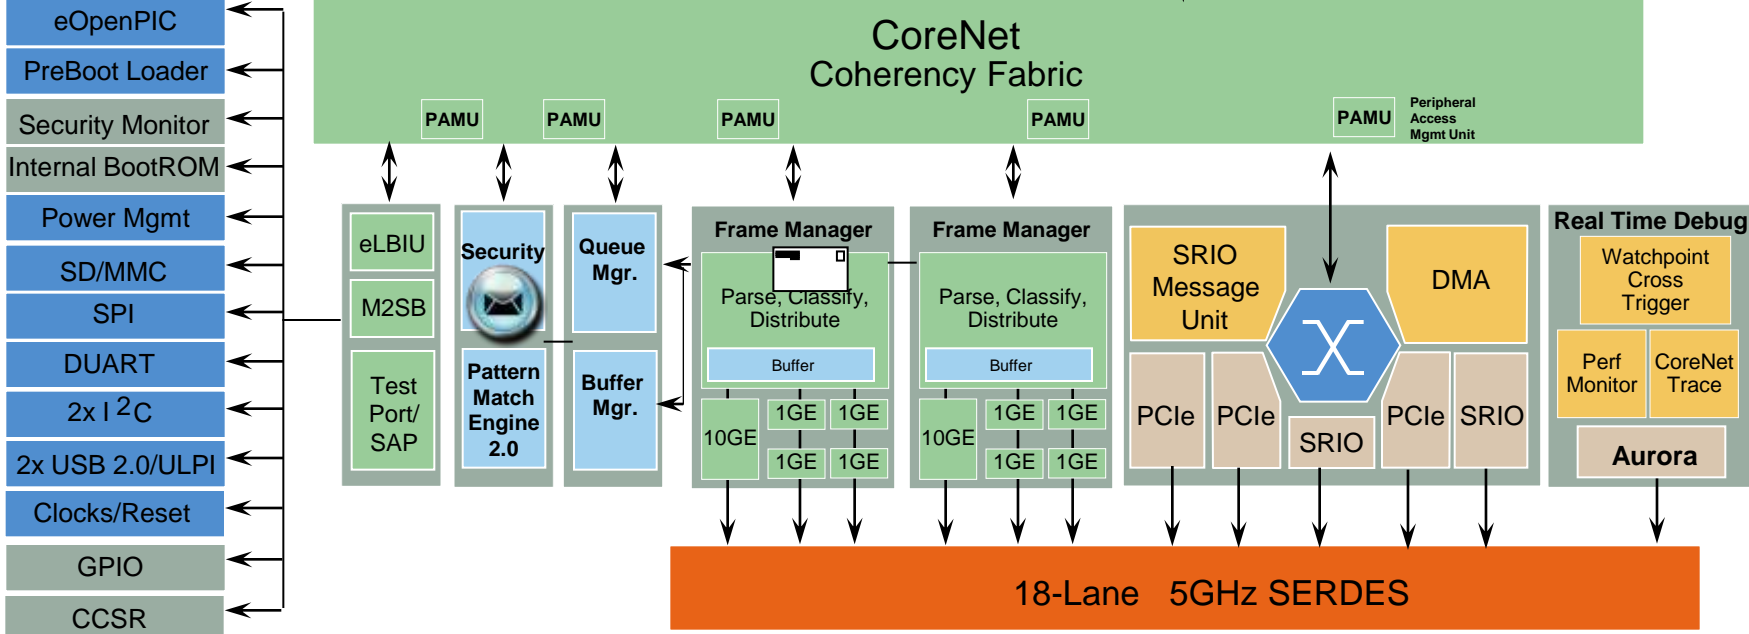 eOpenPIC
PreBoot Loader
Security Monitor
Internal BootROM
Power Mgmt
SD/MMC
SPI
DUART
2x I 2C
2x USB 2.0/ULPI
Clocks/Reset
GPIO
CCSR
CoreNet
Coherency Fabric
PAMU
PAMU
PAMU
PAMU
PAMU
Peripheral
Access
Mgmt Unit
eLBIU
M2SB
Test
Port/
SAP
Security
Pattern
Match
Engine
2.0
Queue
Mgr.
Buffer
Mgr.
Frame Manager
Parse, Classify,
Distribute
Buffer
10GE
1GE
1GE
1GE
1GE
Frame Manager
Parse, Classify,
Distribute
Buffer
10GE
1GE
1GE
1GE
1GE
SRIO
Message
Unit
DMA
PCIe
PCIe
SRIO
PCIe
SRIO
Real Time Debug
Watchpoint
Cross
Trigger
Perf
Monitor
CoreNet
Trace
Aurora
18-Lane 5GHz SERDES